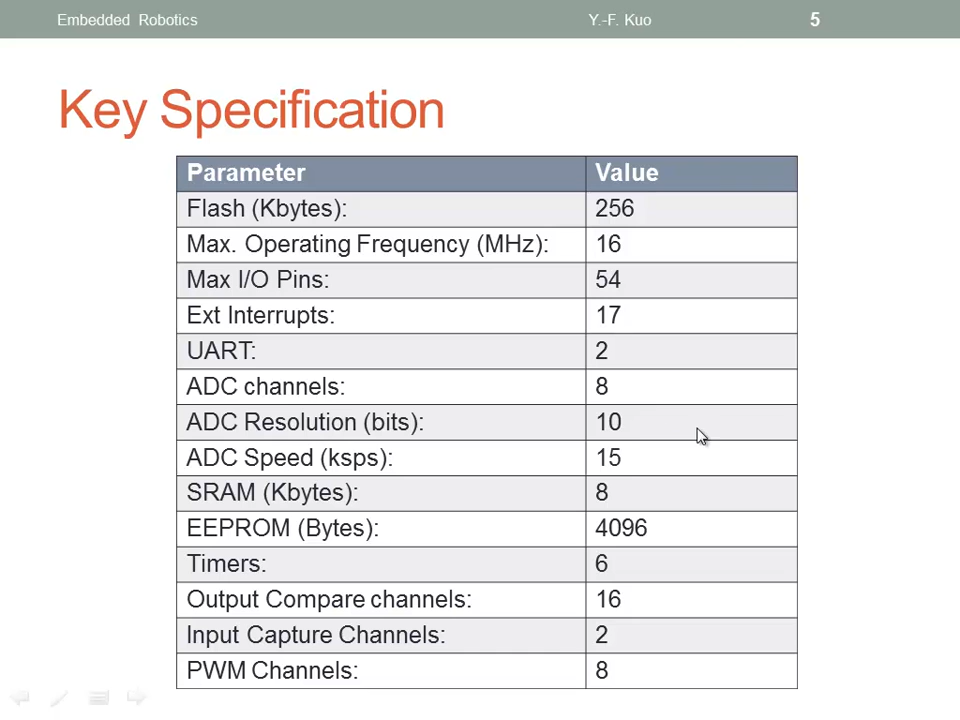 Embedded Robotics Y.-F. Kuo 5
Key Specification
Parameter Value
Flash (Kbytes): 256
Max. Operating Frequency (MHz): 16
Max I/O Pins: 54
Ext Interrupts: 17
UART: 2
ADC channels: 8
ADC Resolution (bits): 10
ADC Speed (ksps): 15
SRAM (Kbytes): 8
EEPROM (Bytes): 4096
Timers: 6
Output Compare channels: 16
Input Capture Channels: 2
PWM Channels: 8